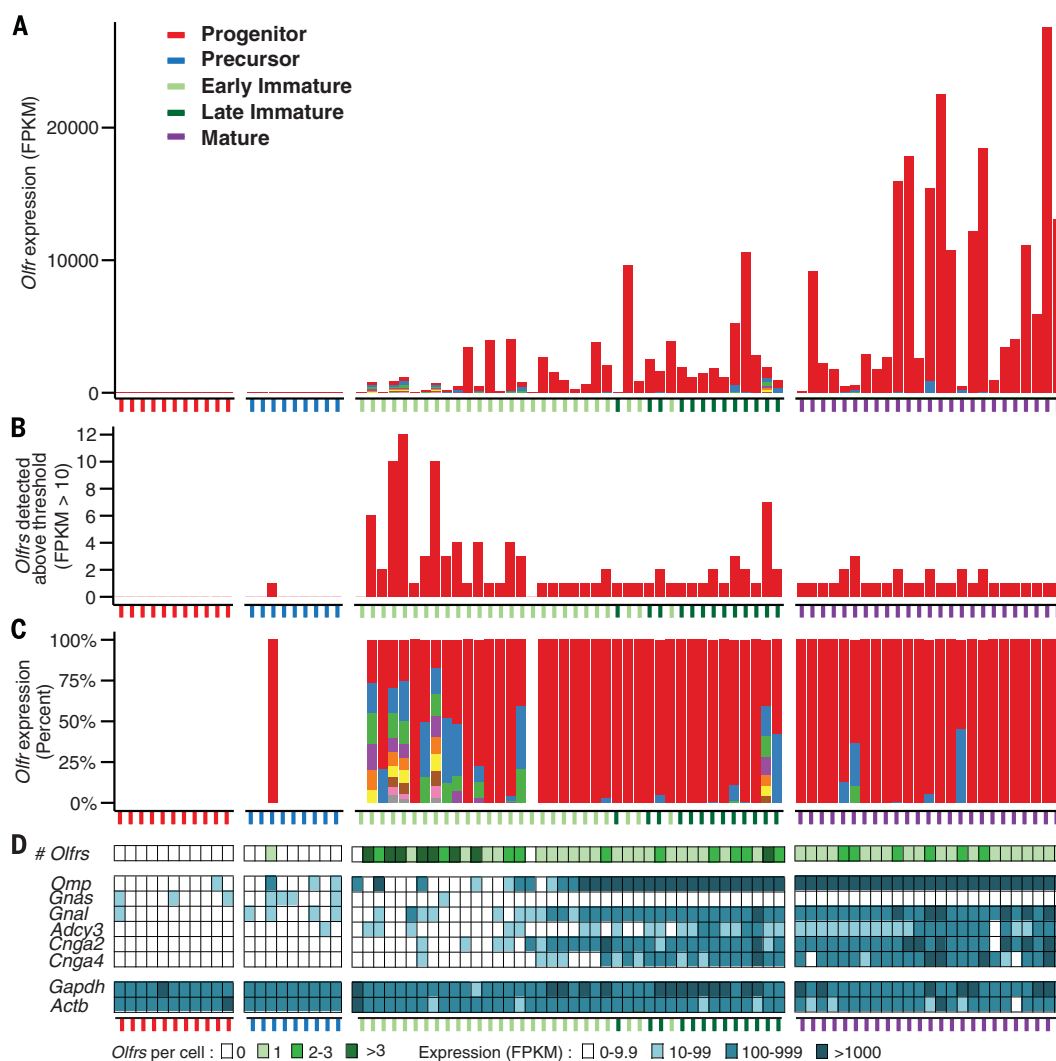 A
Progenitor
Precursor
Early Immature
Late Immature
Mature
Olfr expression (FPKM)
20000
10000
0
B
Olfrs detected
above threshold
(FPKM > 10)
12
10
8
6
4
2
0
C
Olfr expression
(Percent)
100%
75%
50%
25%
0%
D
# Olfrs
Omp
Gnas
Gnal
Adcy3
Cnga2
Cnga4
Gapdh
Actb
Olfrs per cell : 0 1 2-3 >3 Expression (FPKM) : 0-9.9 10-99 100-999 >1000